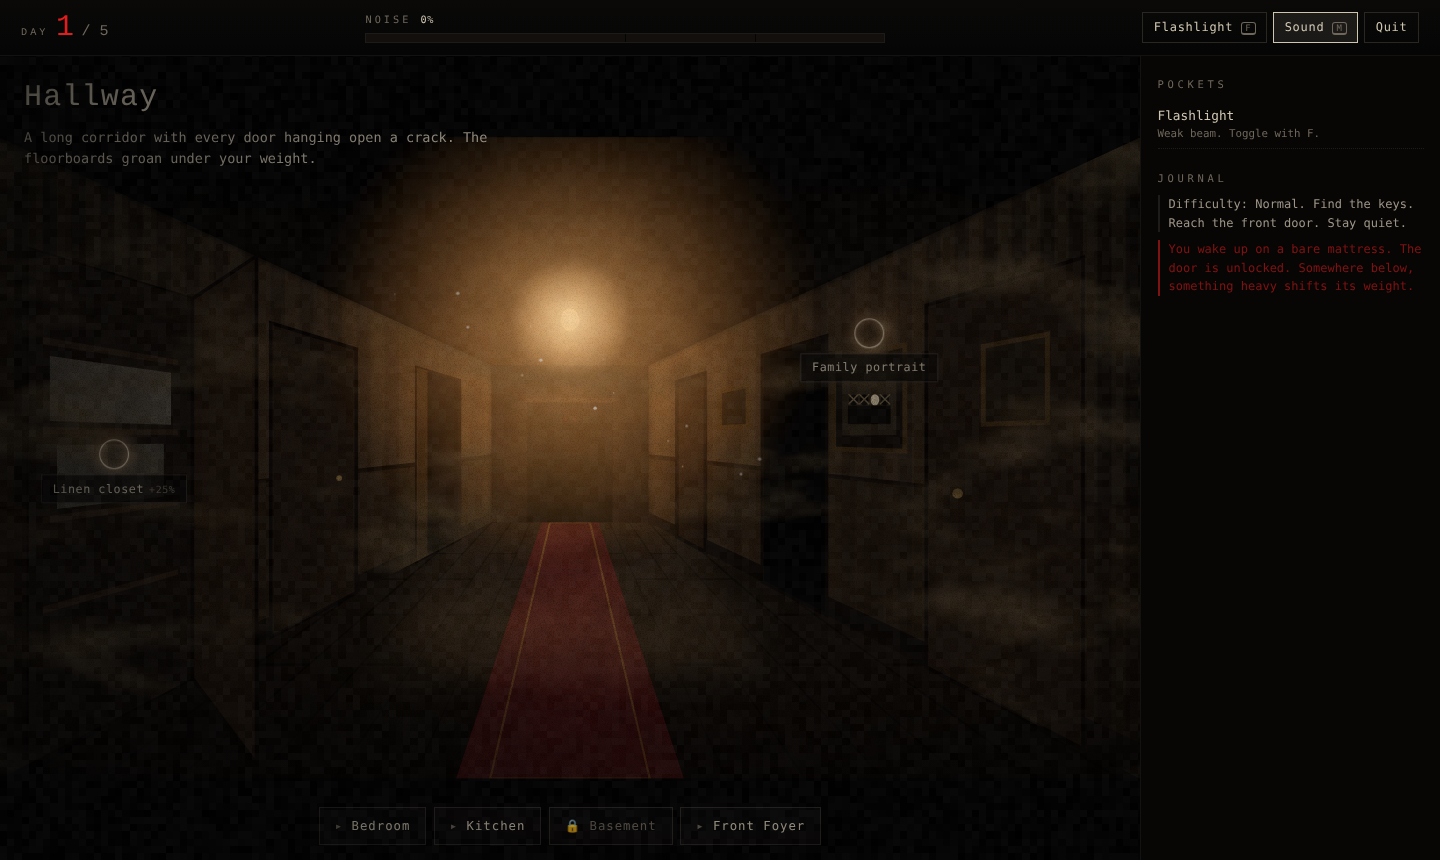 DAY 1 / 5
NOISE 0%
Flashlight F
Sound M
Quit
Hallway
A long corridor with every door hanging open a crack. The
floorboards groan under your weight.
Family portrait
Linen closet +25%
▸ Bedroom
▸ Kitchen
🔒 Basement
▸ Front Foyer
POCKETS
Flashlight
Weak beam. Toggle with F.
JOURNAL
Difficulty: Normal. Find the keys.
Reach the front door. Stay quiet.
You wake up on a bare mattress. The
door is unlocked. Somewhere below,
something heavy shifts its weight.